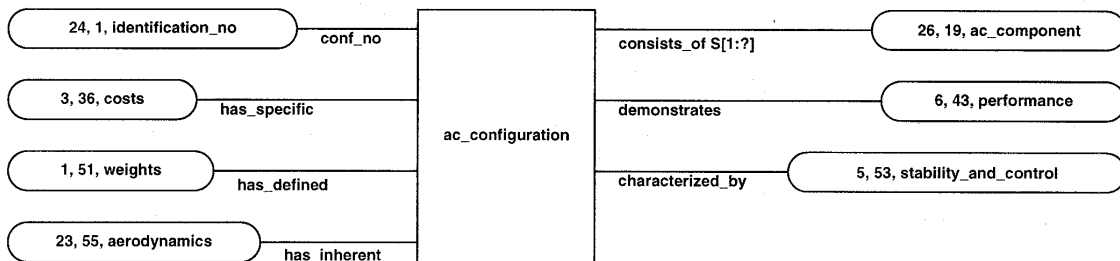 24, 1, identification_no
conf_no
3, 36, costs
has_specific
1, 51, weights
has_defined
23, 55, aerodynamics
has_inherent
ac_configuration
consists_of S[1:?]
26, 19, ac_component
demonstrates
6, 43, performance
characterized_by
5, 53, stability_and_control